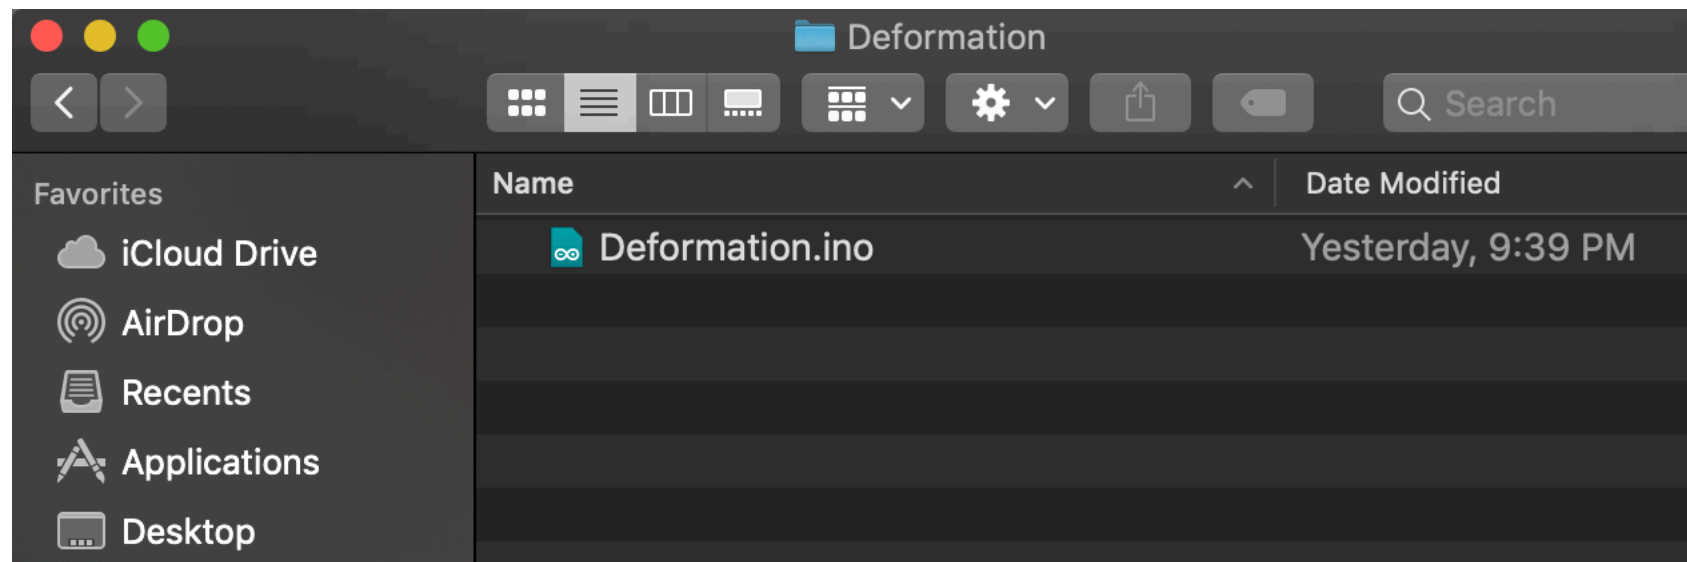 Deformation
Search
Favorites
iCloud Drive
AirDrop
Recents
Applications
Desktop
Name
Date Modified
Deformation.ino
Yesterday, 9:39 PM